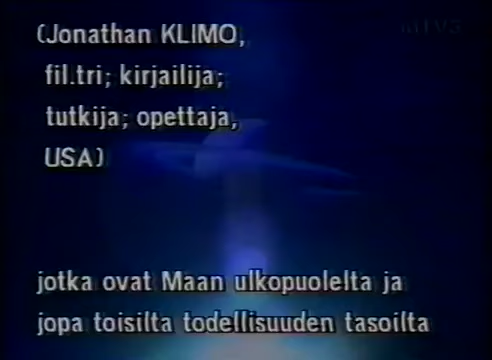 (Jonathan KLIMO,
fil.tri; kirjailija;
tutkija; opettaja,
USA)
jotka ovat Maan ulkopuolelta ja
jopa toisilta todellisuuden tasoilta